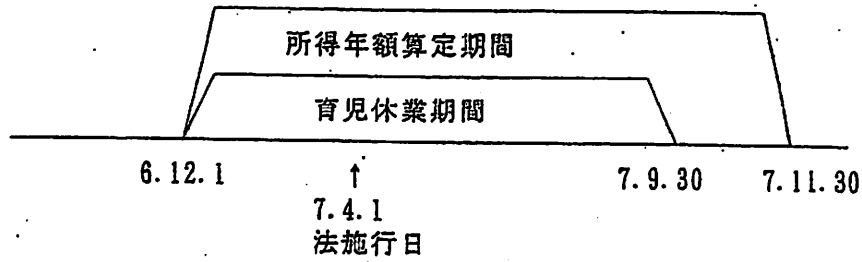 所得年額算定期間
育児休業期間
6.12.1
↑
7.9.30
7.11.30
7.4.1
法施行日